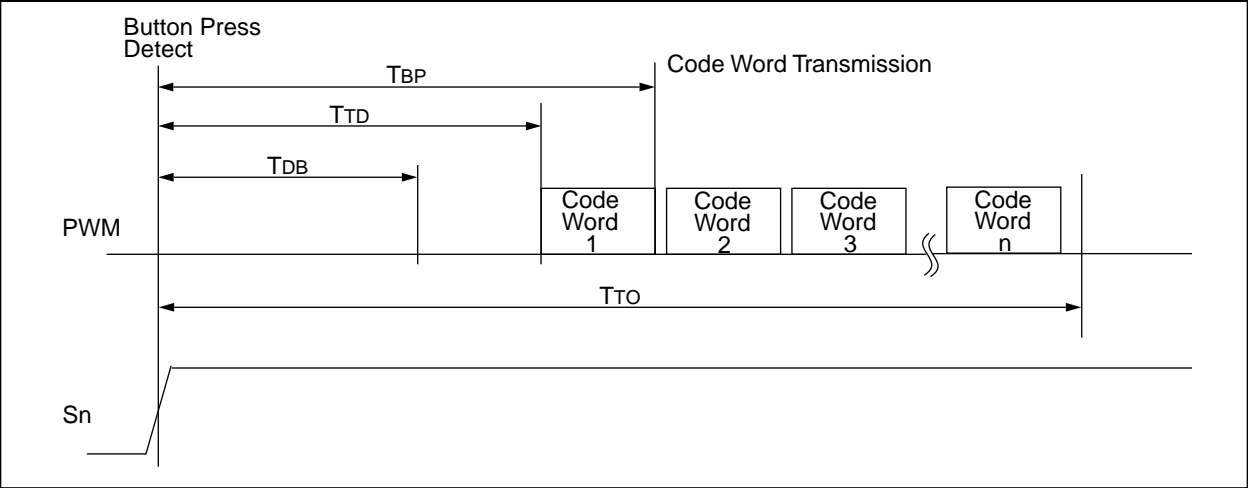 Button Press
Detect
TBP
Code Word Transmission
TTD
TDB
PWM
Code
Word
1
Code
Word
2
Code
Word
3
Code
Word
n
TTO
Sn